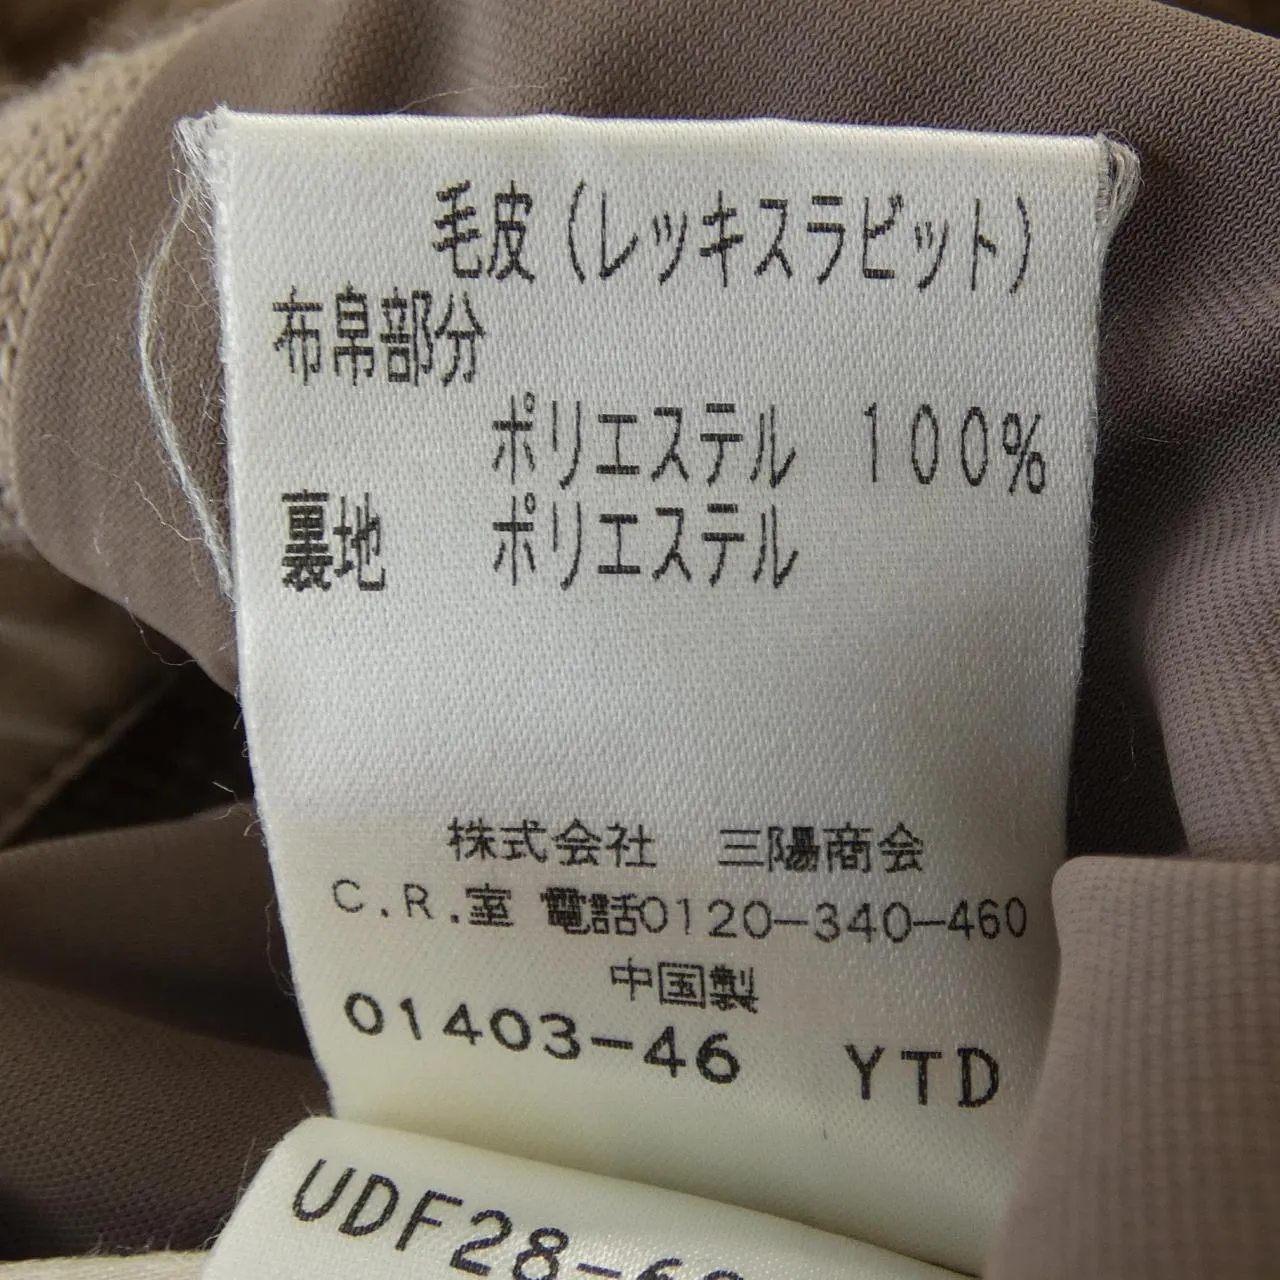 毛皮(レッキスラビット)
布帛部分
ポリエステル 100%
裏地 ポリエステル
株式会社 三陽商会
C.R.室 電話0120-340-460
中国製
01403-46 YTD
UDF28-